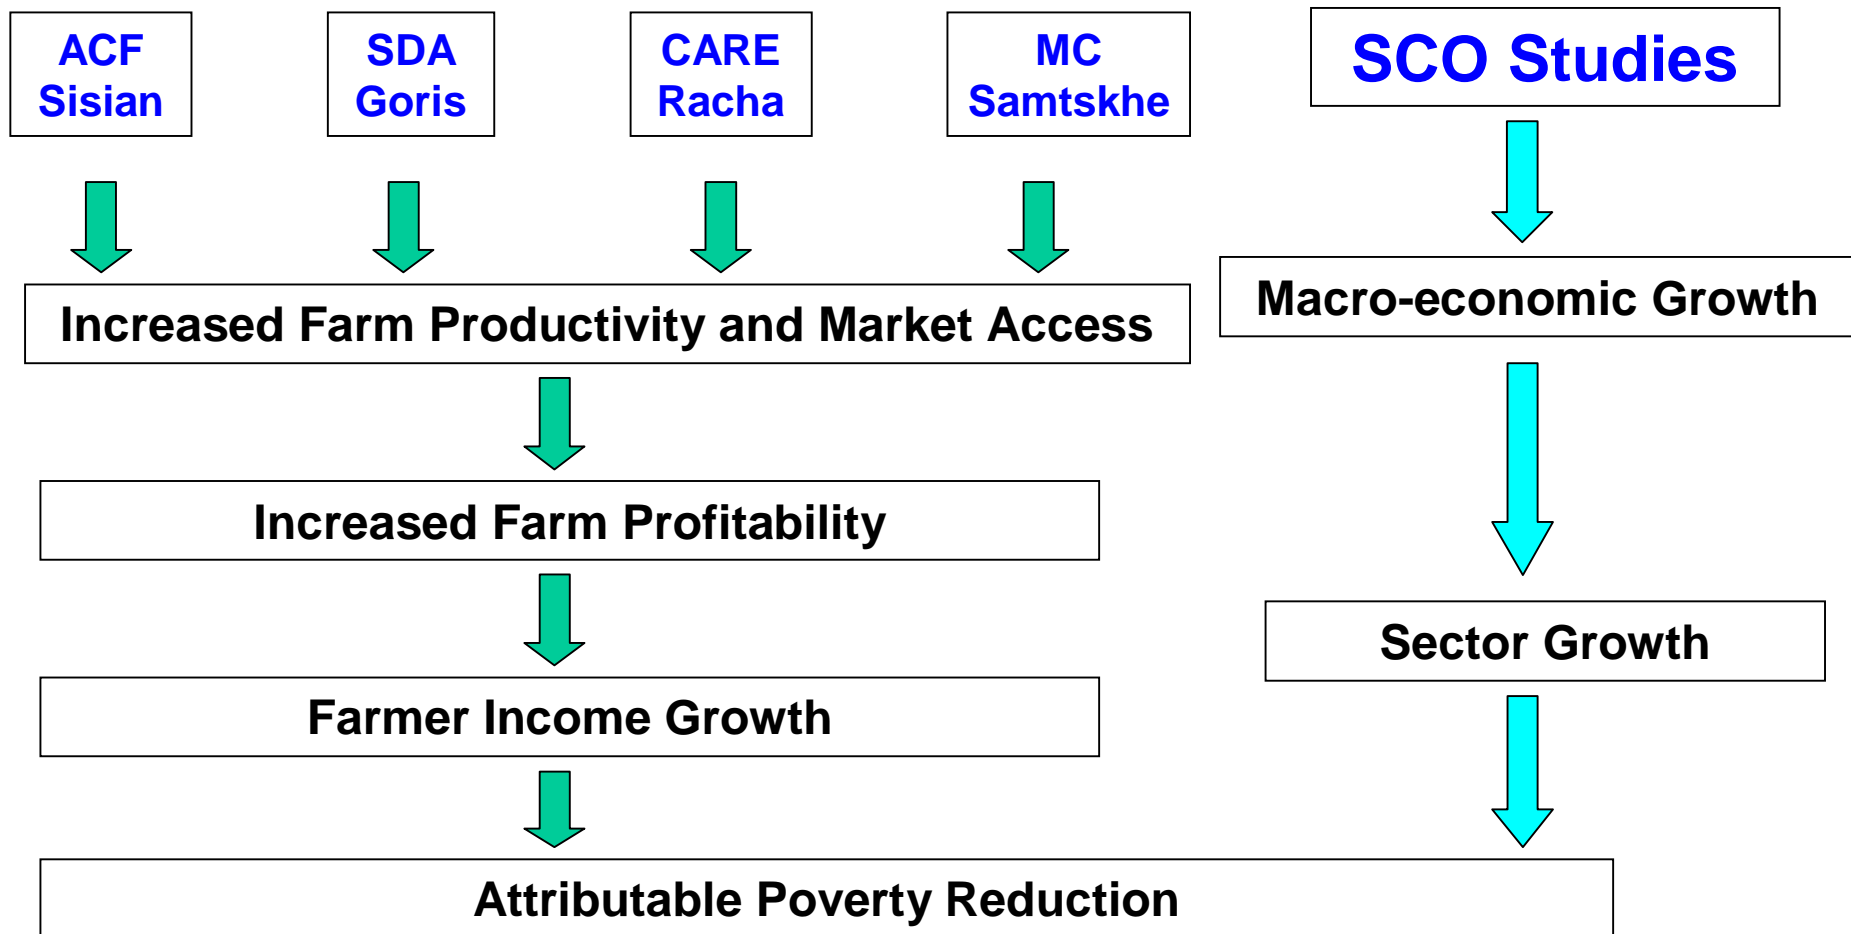 ACF
Sisian
SDA
Goris
CARE
Racha
MC
Samtskhe
SCO Studies
Increased Farm Productivity and Market Access
Macro-economic Growth
Increased Farm Profitability
Sector Growth
Farmer Income Growth
Attributable Poverty Reduction